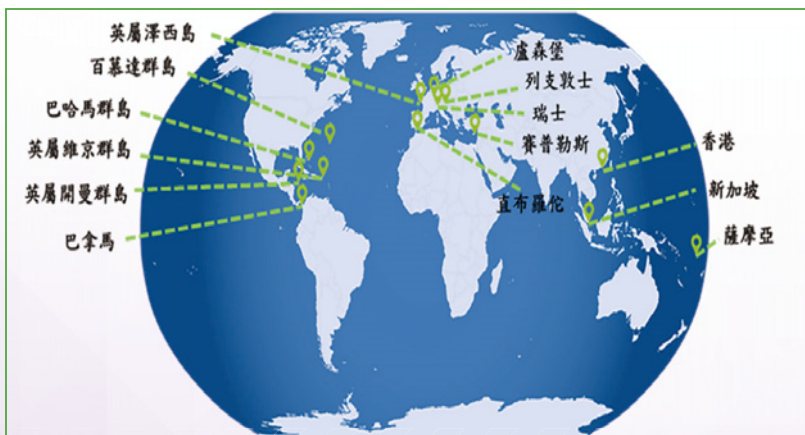 英屬澤西島
百慕達群島
巴哈馬群島
英屬維京群島
英屬開曼群島
巴拿馬
盧森堡
列支敦士
瑞士
賽普勒斯
直布羅佗
香港
新加坡
薩摩亞